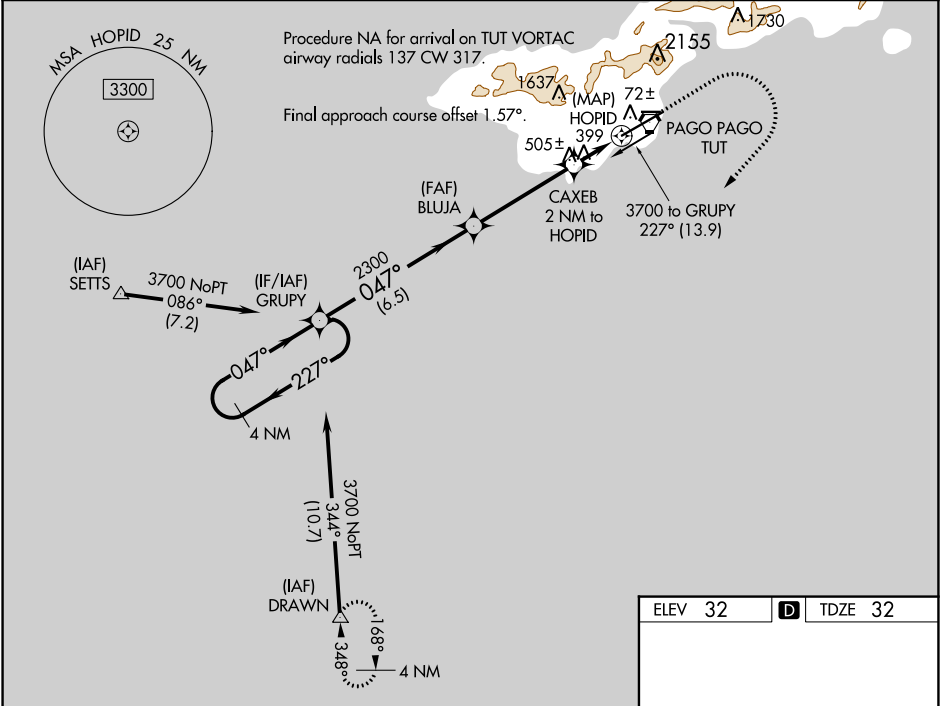 MSA HOPID 25 NM
3300
Procedure NA for arrival on TUT VORTAC
airway radials 137 CW 317.
Final approach course offset 1.57°.
1730
2155
1637
(MAP)
HOPID
72±
399
505±
PAGO PAGO
TUT
CAXEB
2 NM to
HOPID
3700 to GRUPY
227° (13.9)
(FAF)
BLUJA
2300
047°
(6.5)
(IAF)
SETTS
3700 NoPT
086°
(7.2)
(IF/IAF)
GRUPY
047°
227°
4 NM
3700 NoPT
344°
(10.7)
(IAF)
DRAWN
168°
348°
4 NM
ELEV 32 D TDZE 32